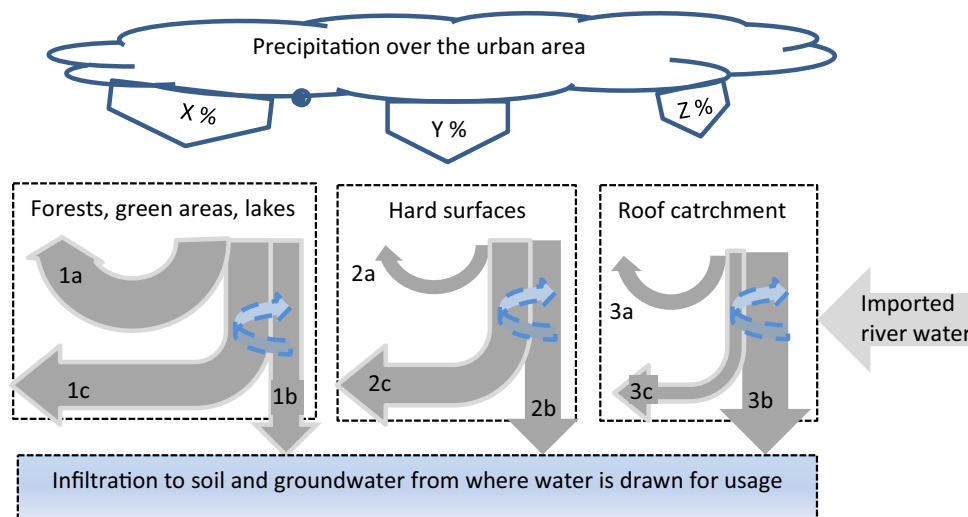 Precipitation over the urban area
X %
Y %
Z %
Forests, green areas, lakes
Hard surfaces
Roof catrchment
1a
2a
3a
Imported
river water
1c
1b
2c
2b
3c
3b
Infiltration to soil and groundwater from where water is drawn for usage